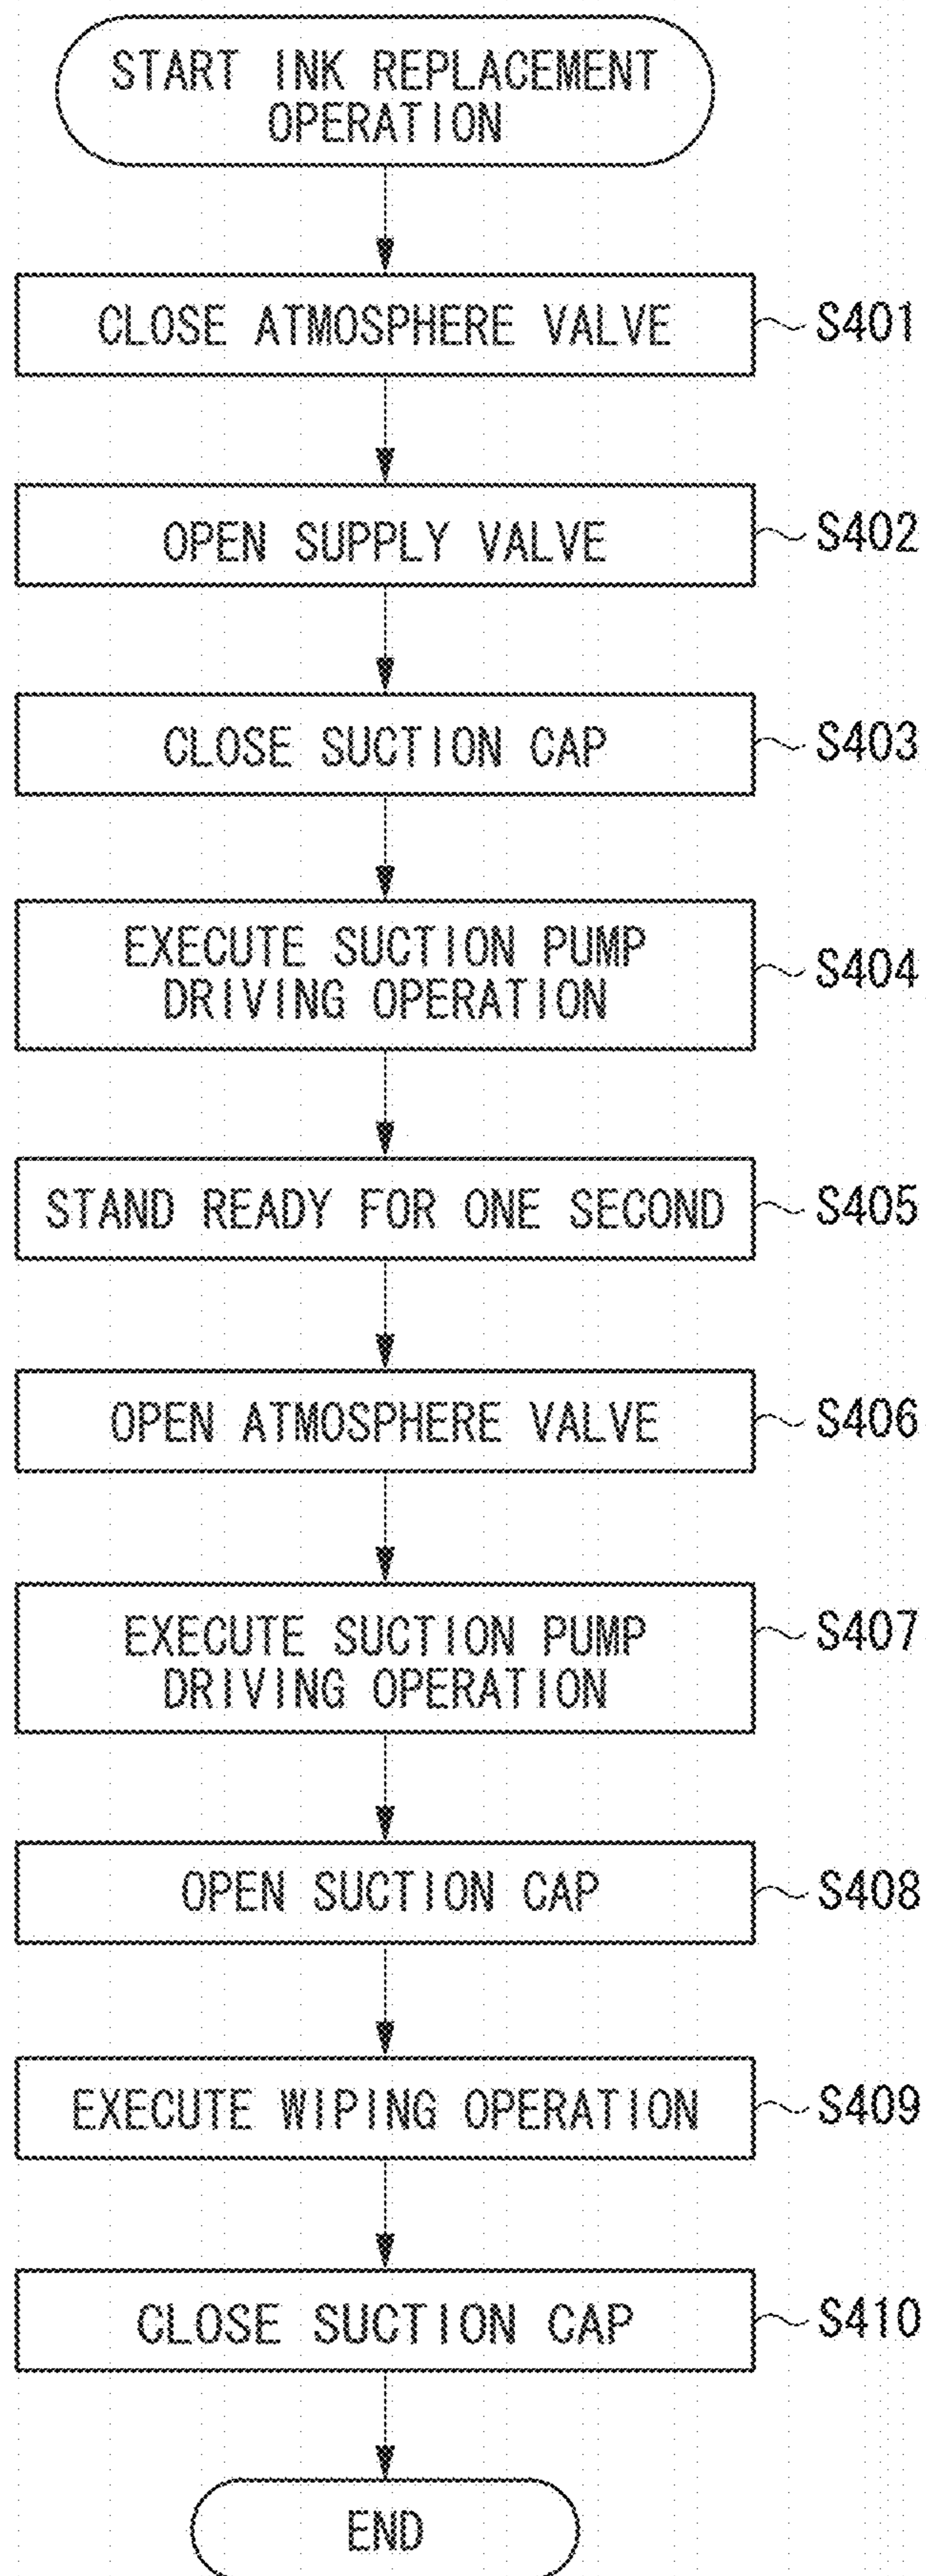 START INK REPLACEMENT
OPERATION
CLOSE ATMOSPHERE VALVE
S401
OPEN SUPPLY VALVE
S402
CLOSE SUCTION CAP
S403
EXECUTE SUCTION PUMP
DRIVING OPERATION
S404
STAND READY FOR ONE SECOND
S405
OPEN ATMOSPHERE VALVE
S406
EXECUTE SUCTION PUMP
DRIVING OPERATION
S407
OPEN SUCTION CAP
S408
EXECUTE WIPING OPERATION
S409
CLOSE SUCTION CAP
S410
END